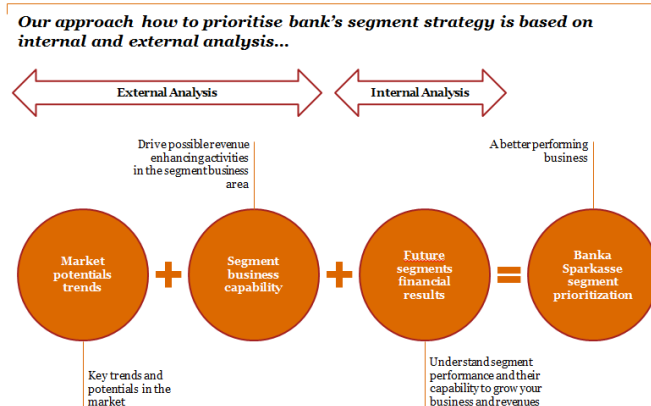 Our approach how to prioritise bank's segment strategy is based on
internal and external analysis...
External Analysis
Internal Analysis
Drive possible revenue
enhancing activities
in the segment business
area
A better performing
business
Market
potentials
trends
+
Segment
business
capability
+
Future
segments
financial
results
=
Banka
Sparkasse
segment
prioritization
Key trends and
potentials in the
market
Understand segment
performance and their
capability to grow your
business and revenues